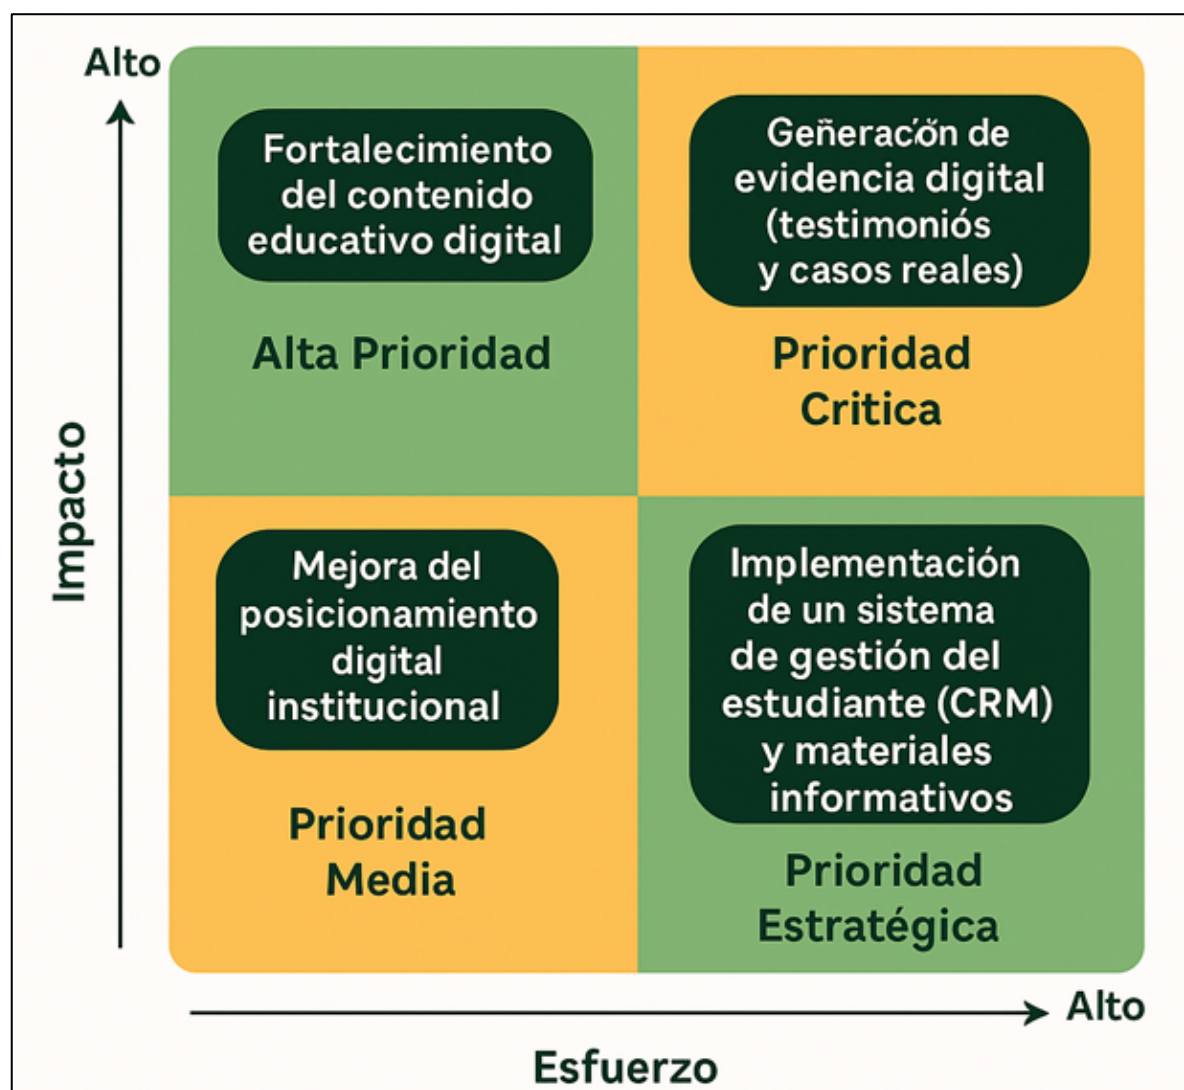 Alto
Fortalecimiento
del contenido
educativo digital
Alta Prioridad
Geñeracón de
evidencia digital
(testimoniós
y casos reales)
Prioridad
Critica
Impacto
Mejora del
posicionamiento
digital
institucional
Prioridad
Media
Implementación
de un sistema
de gestión del
estudiante (CRM)
y materiales
informativos
Prioridad
Estratégica
Alto
Esfuerzo